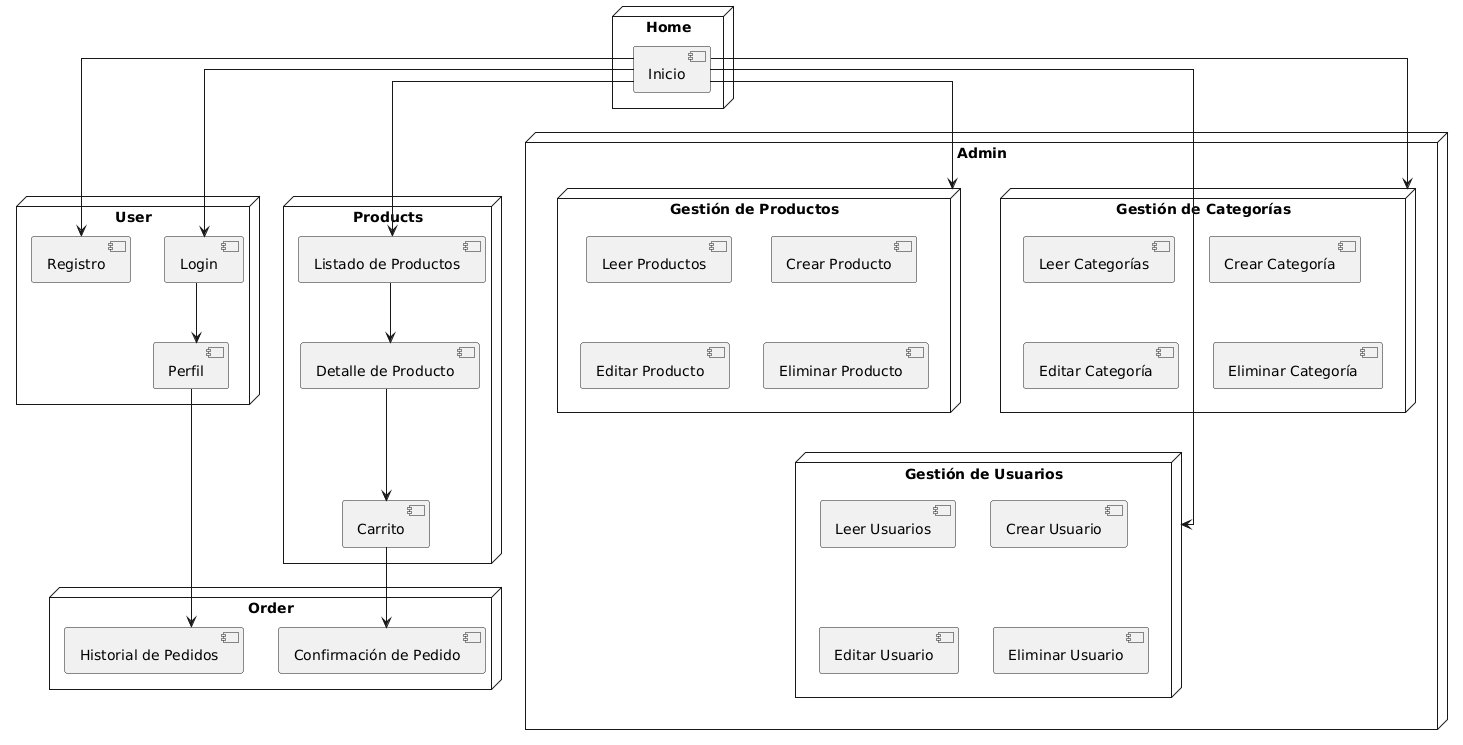 Home
Inicio
Admin
User
Registro
Login
Perfil
Products
Listado de Productos
Detalle de Producto
Carrito
Order
Historial de Pedidos
Confirmación de Pedido
Gestión de Productos
Leer Productos
Crear Producto
Editar Producto
Eliminar Producto
Gestión de Categorías
Leer Categorías
Crear Categoría
Editar Categoría
Eliminar Categoría
Gestión de Usuarios
Leer Usuarios
Crear Usuario
Editar Usuario
Eliminar Usuario